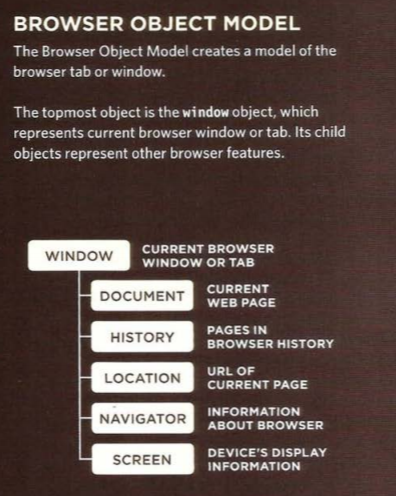 BROWSER OBJECT MODEL
The Browser Object Model creates a model of the
browser tab or window.
The topmost object is the window object, which
represents current browser window or tab. Its child
objects represent other browser features.
WINDOW
CURRENT BROWSER
WINDOW OR TAB
DOCUMENT
CURRENT
WEB PAGE
HISTORY
PAGES IN
BROWSER HISTORY
LOCATION
URL OF
CURRENT PAGE
NAVIGATOR
INFORMATION
ABOUT BROWSER
SCREEN
DEVICE'S DISPLAY
INFORMATION